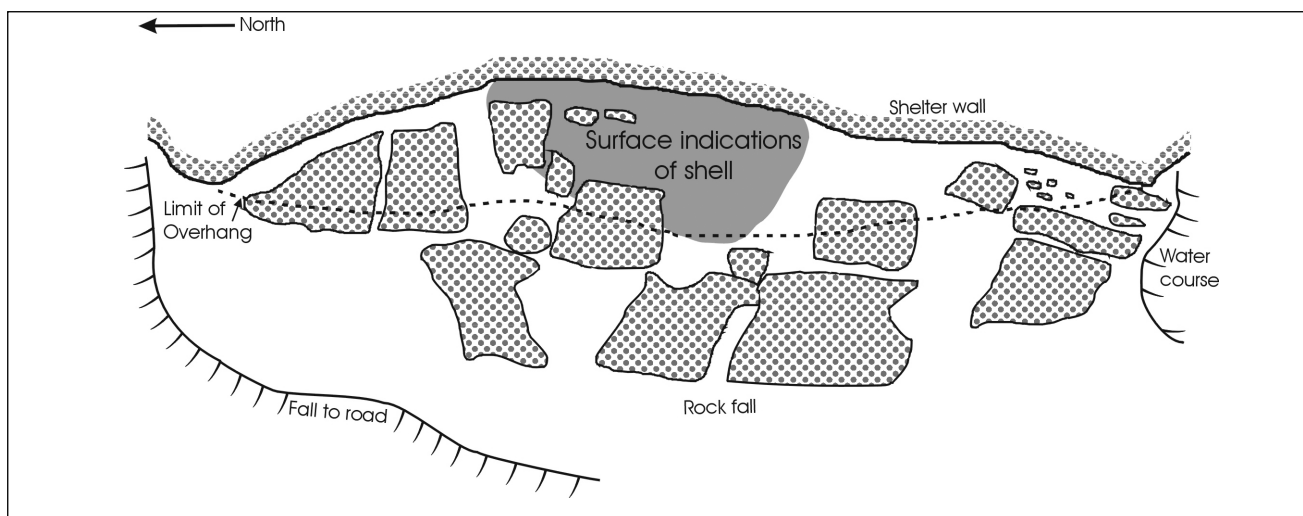 North
Shelter wall
Surface indications
of shell
Limit of
Overhang
Water
course
Fall to road
Rock fall